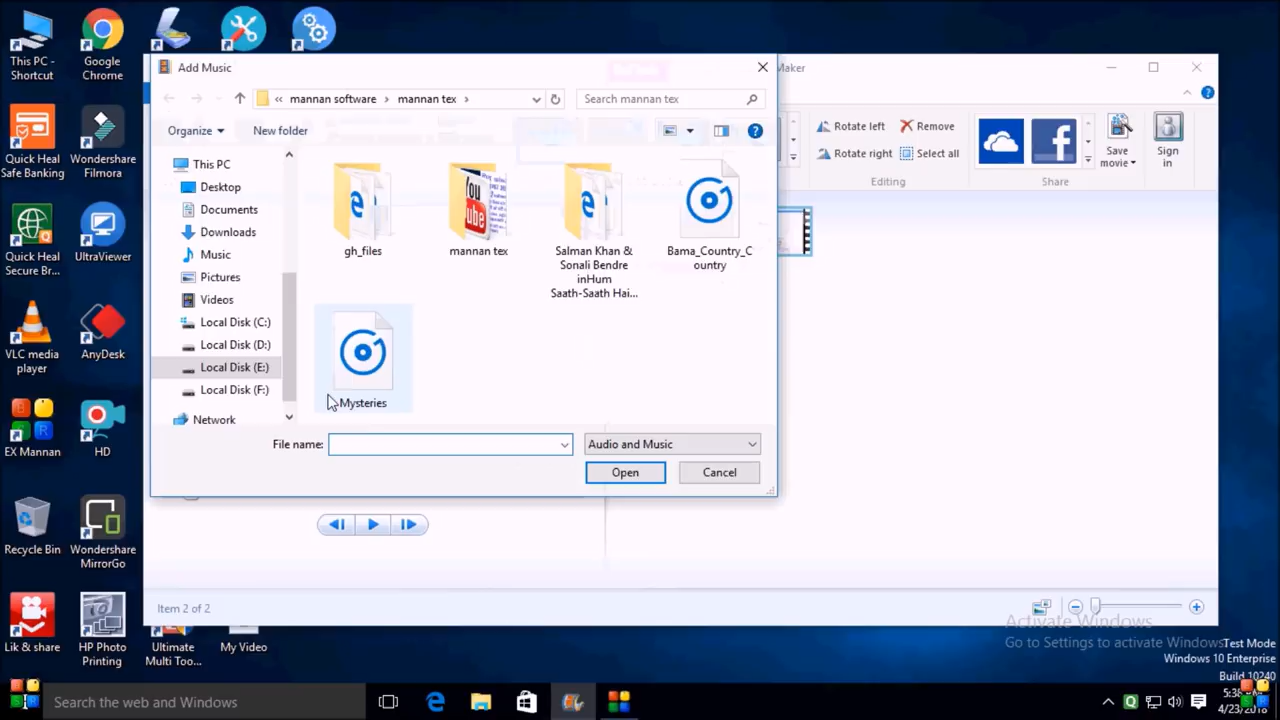 This PC -
Shortcut
Google
Chrome
Quick Heal
Safe Banking
Wondershare
Filmora
Quick Heal
Secure Br...
UltraViewer
VLC media
player
AnyDesk
EX Mannan
HD
Recycle Bin
Wondershare
MirrorGo
Lik & share
HP Photo
Printing
Ultimate
Multi Too...
My Video
Add Music
Maker
mannan software
mannan tex
Search mannan tex
Organize
New folder
This PC
Desktop
Documents
Downloads
Music
Pictures
Videos
Local Disk (C:)
Local Disk (D:)
Local Disk (E:)
Local Disk (F:)
Network
gh_files
You
Tube
mannan tex
Salman Khan &
Sonali Bendre
inHum
Saath-Saath Hai...
Bama_Country_C
ountry
Mysteries
File name:
Audio and Music
Open
Cancel
Rotate left
Remove
Rotate right
Select all
Editing
Save
movie
Share
Sign
in
Item 2 of 2
Activate Windows
Go to Settings to activate Windows
Test Mode
Windows 10 Enterprise
Build 10240
Search the web and Windows
4/23/2018